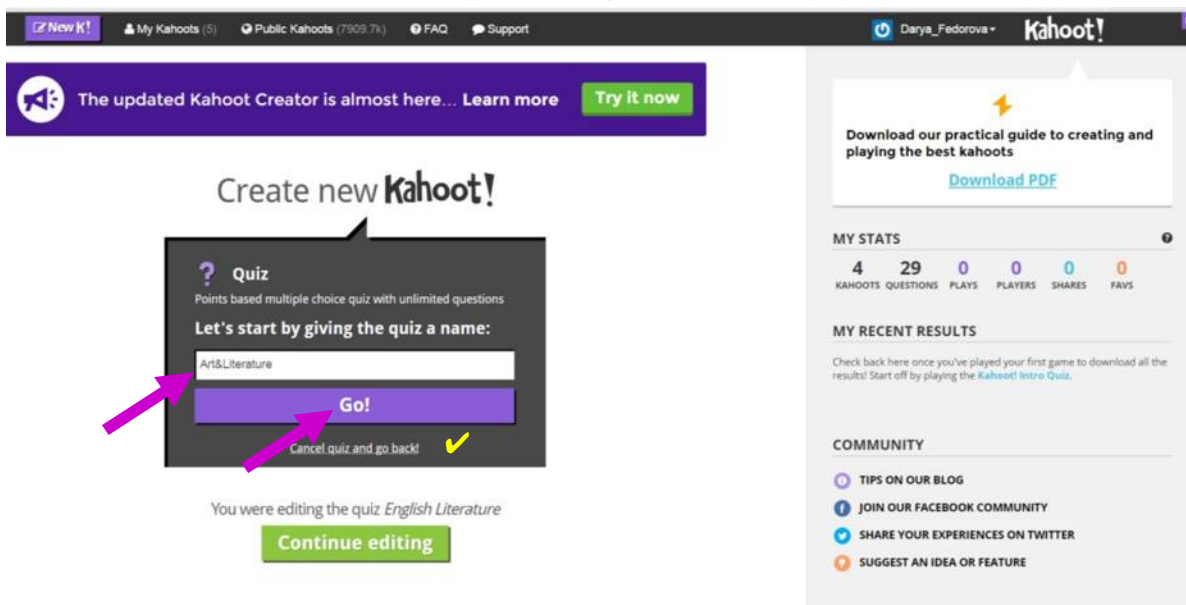 New K! My Kahoots (5) Public Kahoots (7909.7k) FAQ Support Darya_Fedorova Kahoot!
The updated Kahoot Creator is almost here... Learn more Try it now
Create new Kahoot!
? Quiz
Points based multiple choice quiz with unlimited questions
Let's start by giving the quiz a name:
Art&Literature
Go!
Cancel quiz and go back!
You were editing the quiz English Literature
Continue editing
Download our practical guide to creating and
playing the best kahoots
Download PDF
MY STATS
4 29 0 0 0 0
KAHOOTS QUESTIONS PLAYS PLAYERS SHARES FAVS
MY RECENT RESULTS
Check back here once you've played your first game to download all the
results! Start off by playing the Kahoot! Intro Quiz.
COMMUNITY
TIPS ON OUR BLOG
JOIN OUR FACEBOOK COMMUNITY
SHARE YOUR EXPERIENCES ON TWITTER
SUGGEST AN IDEA OR FEATURE